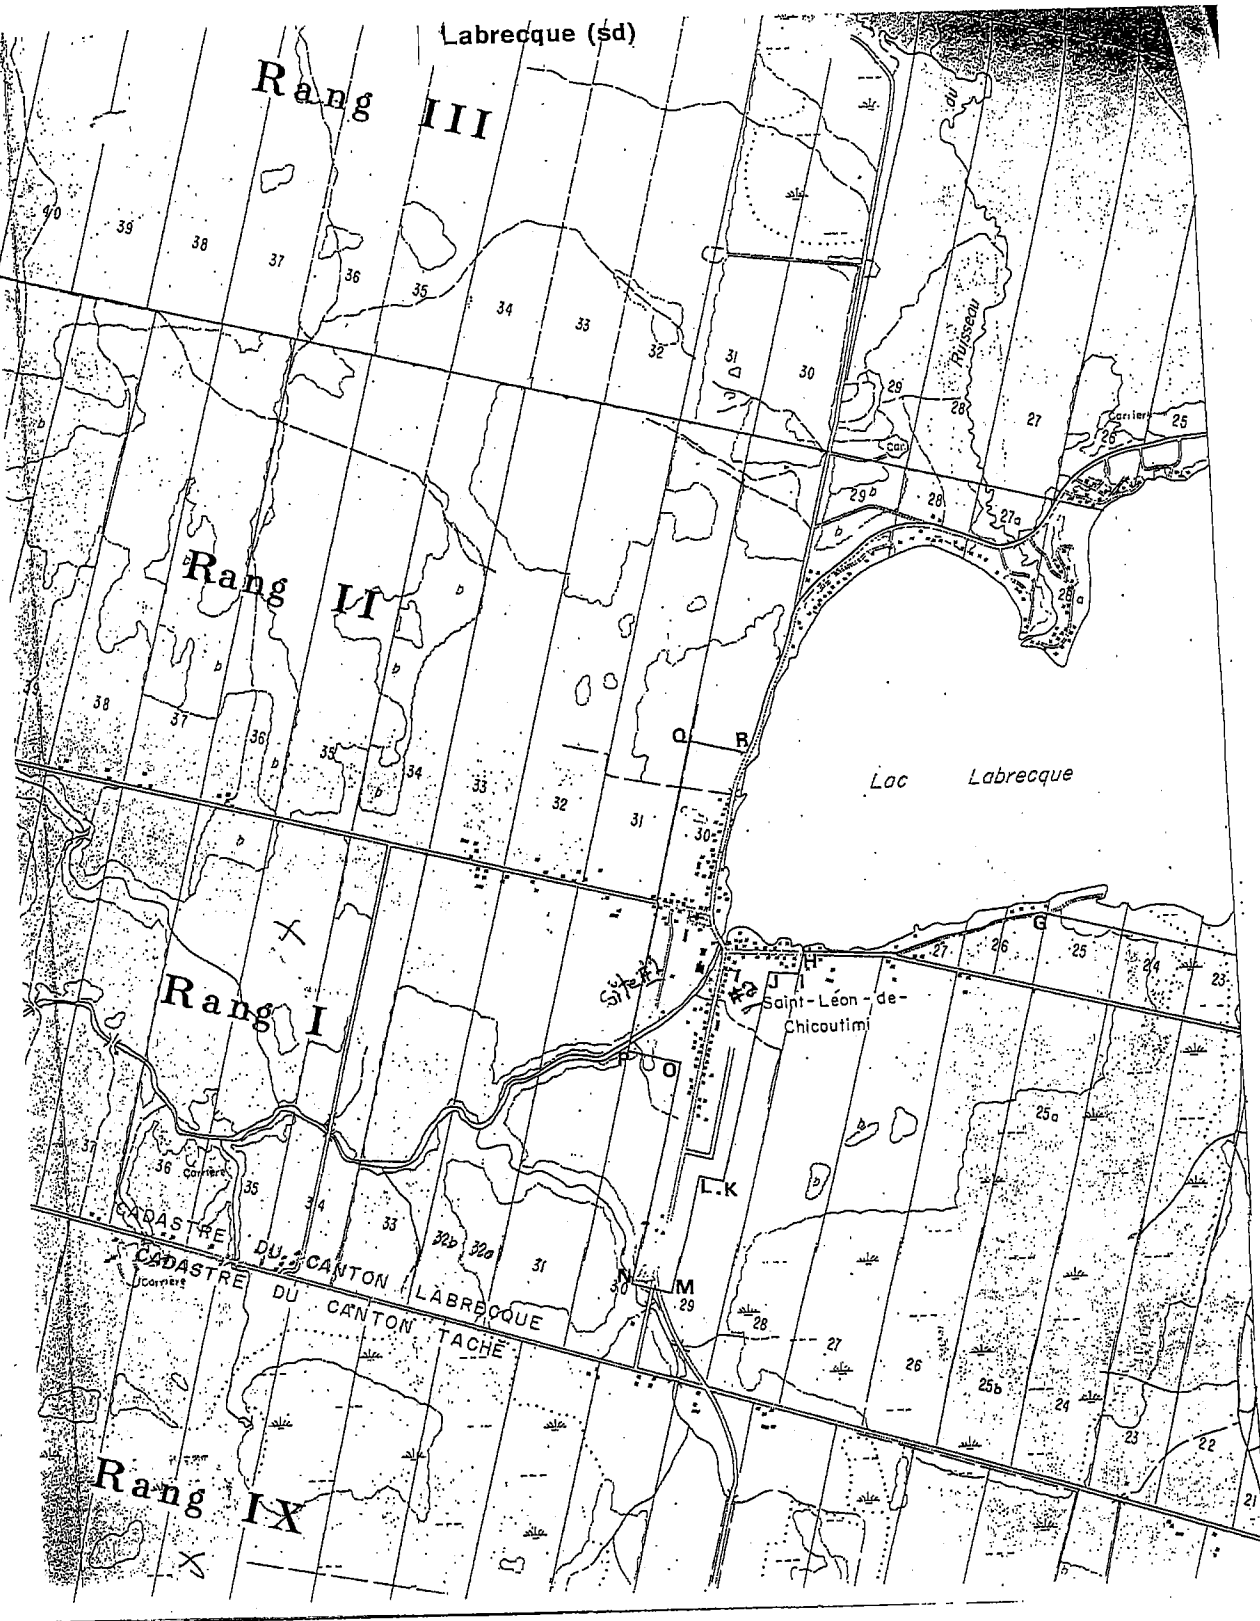 Labrecque (sd)
Rang III
du
Ruisseau
40 39 38 37 36 35 34 33 32 31 30 29 28 27 26 25
Carrière
Car.
29 b 28 27a
b
28 a
Rang II
b
b
b
b
39 38 37 36 35 34 33 32 31 30
b
b
b
Q R
Lac Labrecque
G
27 26 25 24 23
I H J
Site #1
#2
Saint-Léon-de-
Chicoutimi
Rang I
P O
25a
b
b
L.K
37 36 35 34 33 32b 32a 31 30 29 28 27 26 25b 24 23 22 21
Carrière
N M
CADASTRE DU CANTON LABRECQUE
CADASTRE DU CANTON TACHÉ
Carrière
Rang IX